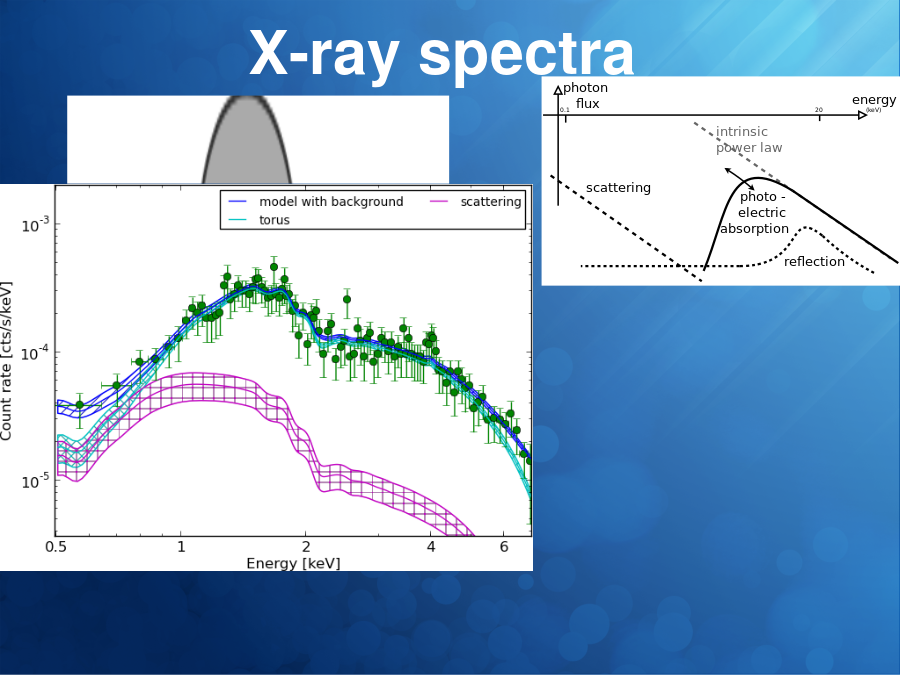 X-ray spectra
photon
flux
energy
(keV)
0.1
20
intrinsic
power law
scattering
photo -
electric
absorption
reflection
model with background
scattering
torus
10-3
10-4
10-5
Count rate [cts/s/keV]
0.5 1 2 4 6
Energy [keV]